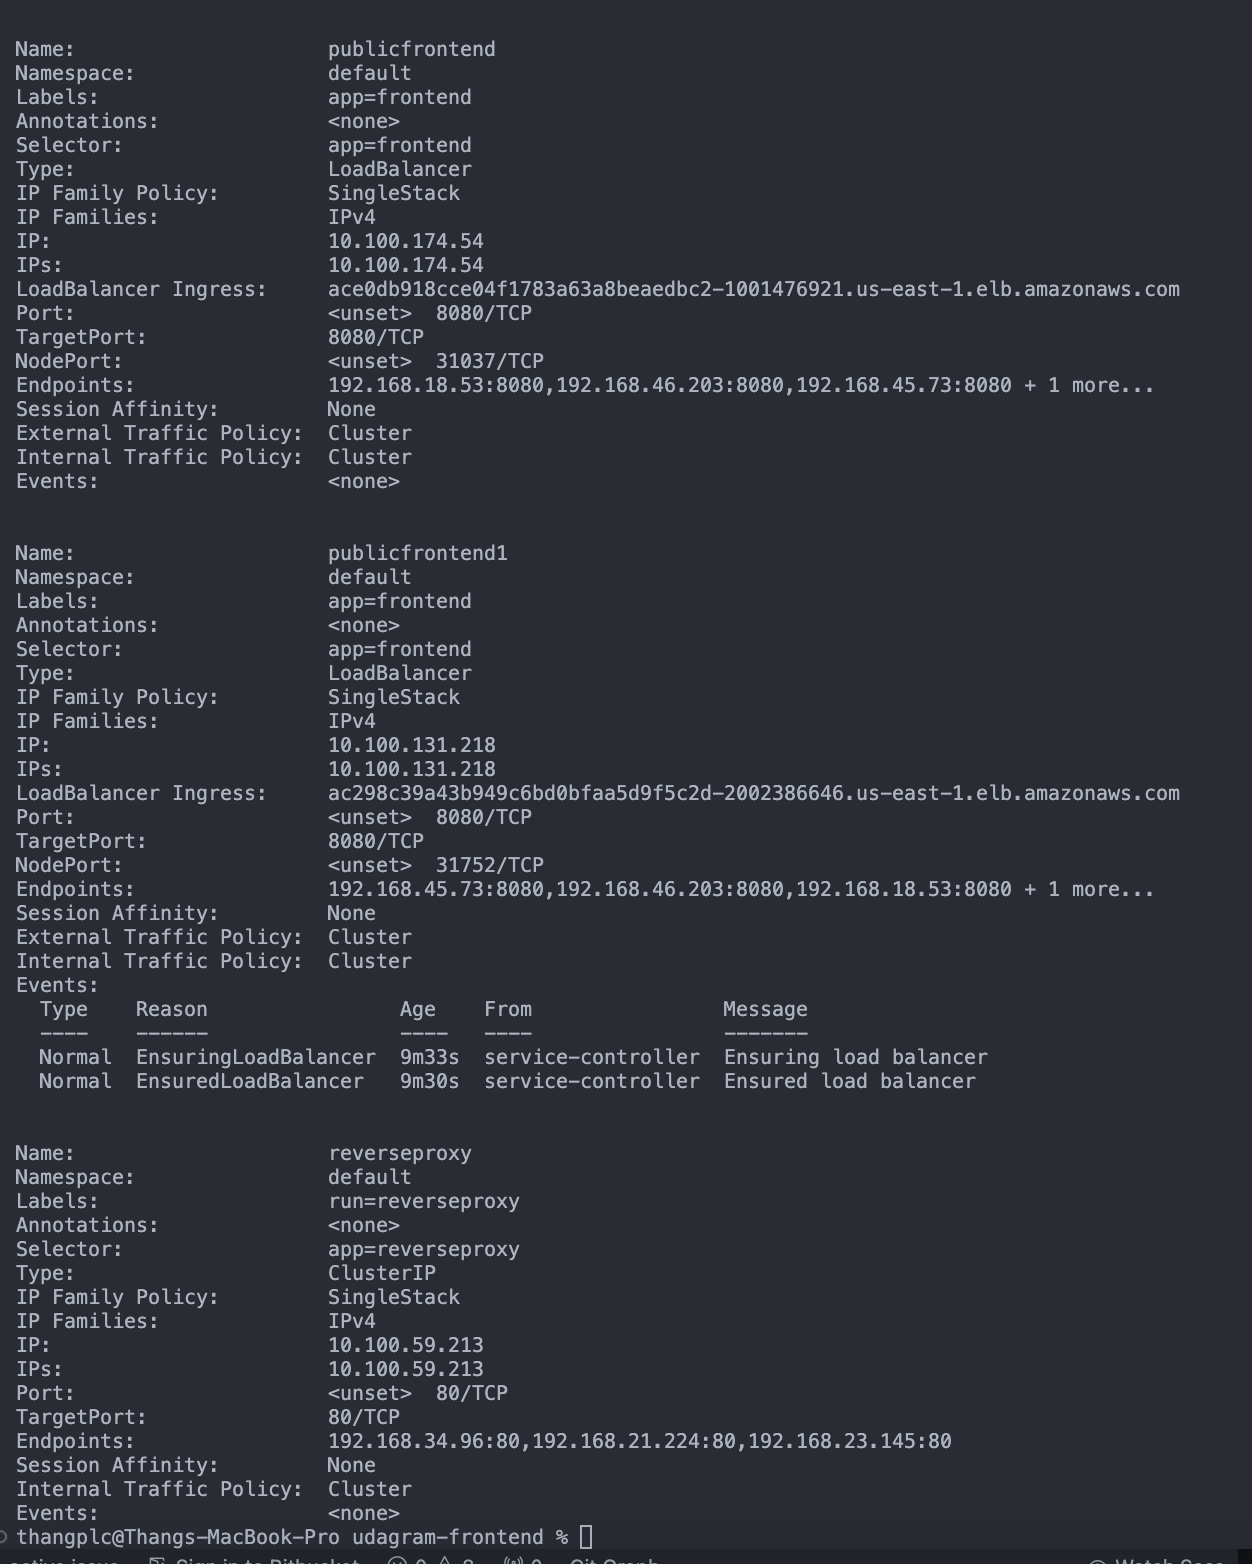 Name:                     publicfrontend
Namespace:                default
Labels:                   app=frontend
Annotations:              <none>
Selector:                 app=frontend
Type:                     LoadBalancer
IP Family Policy:         SingleStack
IP Families:              IPv4
IP:                       10.100.174.54
IPs:                      10.100.174.54
LoadBalancer Ingress:     ace0db918cce04f1783a63a8beaedbc2-1001476921.us-east-1.elb.amazonaws.com
Port:                     <unset>  8080/TCP
TargetPort:               8080/TCP
NodePort:                 <unset>  31037/TCP
Endpoints:                192.168.18.53:8080,192.168.46.203:8080,192.168.45.73:8080 + 1 more...
Session Affinity:         None
External Traffic Policy:  Cluster
Internal Traffic Policy:  Cluster
Events:                   <none>
Name:                     publicfrontend1
Namespace:                default
Labels:                   app=frontend
Annotations:              <none>
Selector:                 app=frontend
Type:                     LoadBalancer
IP Family Policy:         SingleStack
IP Families:              IPv4
IP:                       10.100.131.218
IPs:                      10.100.131.218
LoadBalancer Ingress:     ac298c39a43b949c6bd0bfaa5d9f5c2d-2002386646.us-east-1.elb.amazonaws.com
Port:                     <unset>  8080/TCP
TargetPort:               8080/TCP
NodePort:                 <unset>  31752/TCP
Endpoints:                192.168.45.73:8080,192.168.46.203:8080,192.168.18.53:8080 + 1 more...
Session Affinity:         None
External Traffic Policy:  Cluster
Internal Traffic Policy:  Cluster
Events:
  Type    Reason                Age    From                Message
  ----    ------                ----   ----                -------
  Normal  EnsuringLoadBalancer  9m33s  service-controller  Ensuring load balancer
  Normal  EnsuredLoadBalancer   9m30s  service-controller  Ensured load balancer
Name:                     reverseproxy
Namespace:                default
Labels:                   run=reverseproxy
Annotations:              <none>
Selector:                 app=reverseproxy
Type:                     ClusterIP
IP Family Policy:         SingleStack
IP Families:              IPv4
IP:                       10.100.59.213
IPs:                      10.100.59.213
Port:                     <unset>  80/TCP
TargetPort:               80/TCP
Endpoints:                192.168.34.96:80,192.168.21.224:80,192.168.23.145:80
Session Affinity:         None
Internal Traffic Policy:  Cluster
Events:                   <none>
thangplc@Thangs-MacBook-Pro udagram-frontend %